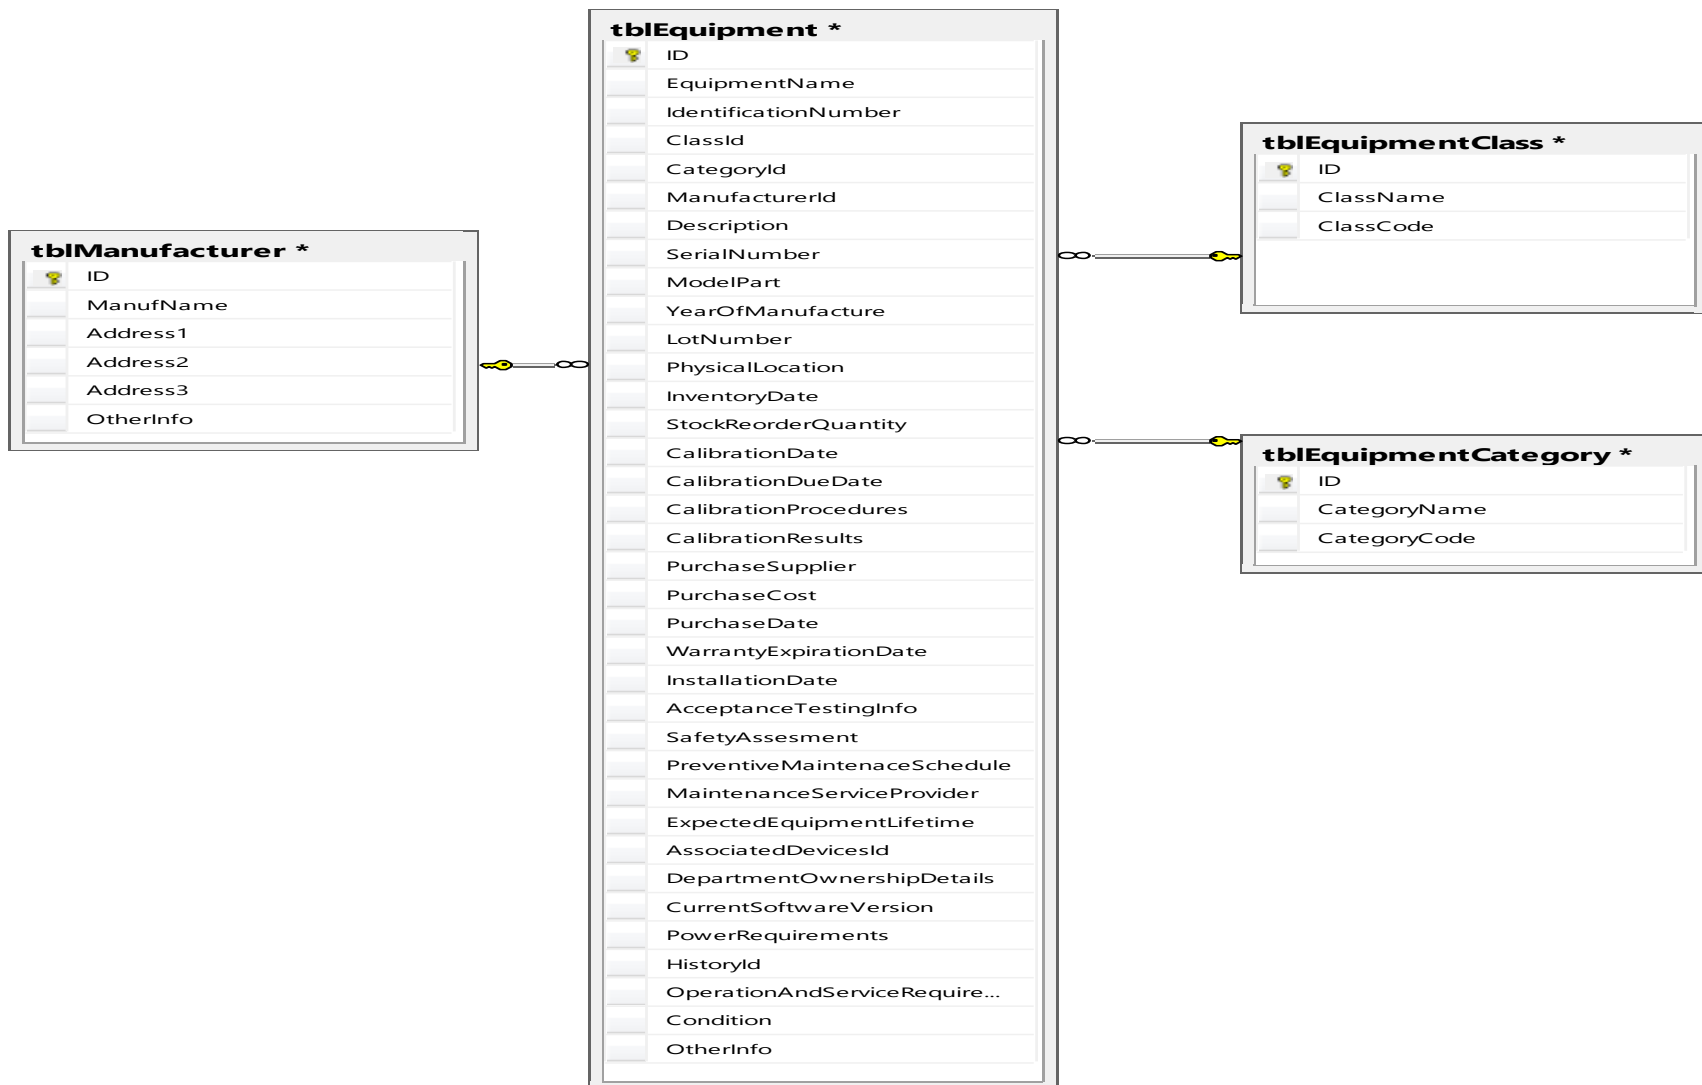 tblManufacturer *
ID
ManufName
Address1
Address2
Address3
OtherInfo
tblEquipment *
ID
EquipmentName
IdentificationNumber
ClassId
CategoryId
ManufacturerId
Description
SerialNumber
ModelPart
YearOfManufacture
LotNumber
PhysicalLocation
InventoryDate
StockReorderQuantity
CalibrationDate
CalibrationDueDate
CalibrationProcedures
CalibrationResults
PurchaseSupplier
PurchaseCost
PurchaseDate
WarrantyExpirationDate
InstallationDate
AcceptanceTestingInfo
SafetyAssesment
PreventiveMaintenaceSchedule
MaintenanceServiceProvider
ExpectedEquipmentLifetime
AssociatedDevicesId
DepartmentOwnershipDetails
CurrentSoftwareVersion
PowerRequirements
HistoryId
OperationAndServiceRequire...
Condition
OtherInfo
tblEquipmentClass *
ID
ClassName
ClassCode
tblEquipmentCategory *
ID
CategoryName
CategoryCode